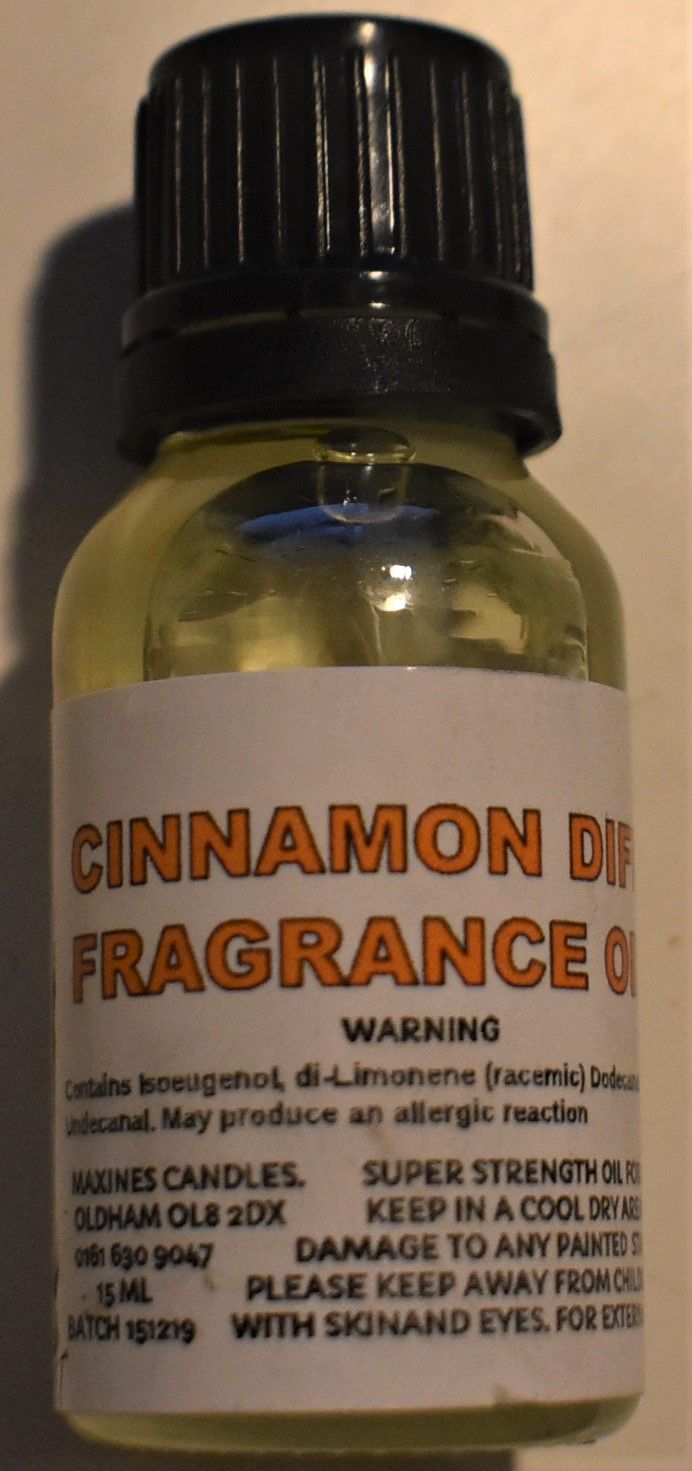 CINNAMON DIF
FRAGRANCE O
WARNING
Contains Isoeugenol, di-Limonene (racemic) Dodecana
Undecanal. May produce an allergic reaction
MAXINES CANDLES. SUPER STRENGTH OIL FO
OLDHAM OL8 2DX KEEP IN A COOL DRY ARE
0161 630 9047 DAMAGE TO ANY PAINTED S
15 ML PLEASE KEEP AWAY FROM CHIL
BATCH 151219 WITH SKINAND EYES. FOR EXTER